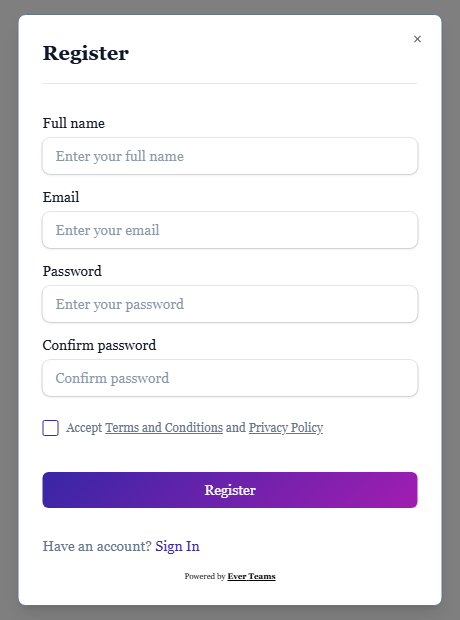 Register
×
Full name
Enter your full name
Email
Enter your email
Password
Enter your password
Confirm password
Confirm password
Accept Terms and Conditions and Privacy Policy
Register
Have an account? Sign In
Powered by Ever Teams